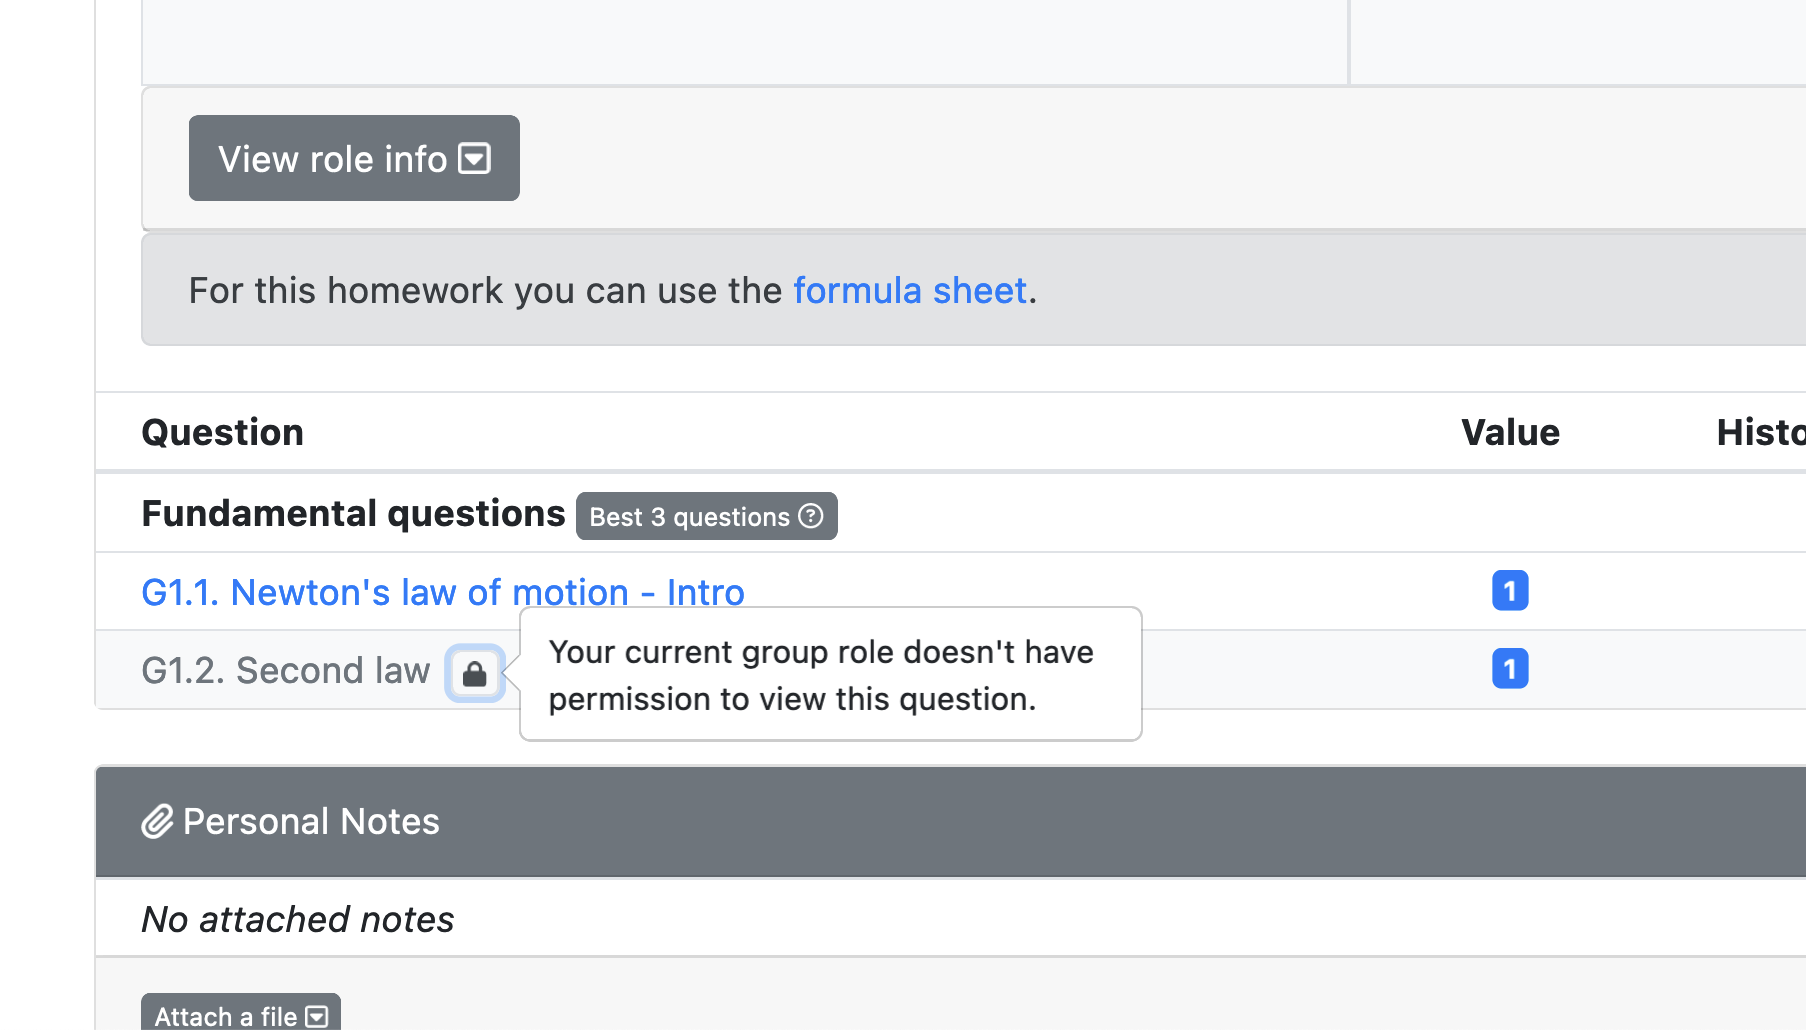 View role info
For this homework you can use the formula sheet.
Question Value Histo
Fundamental questions Best 3 questions
G1.1. Newton's law of motion - Intro 1
G1.2. Second law 1
Your current group role doesn't have
permission to view this question.
Personal Notes
No attached notes
Attach a file